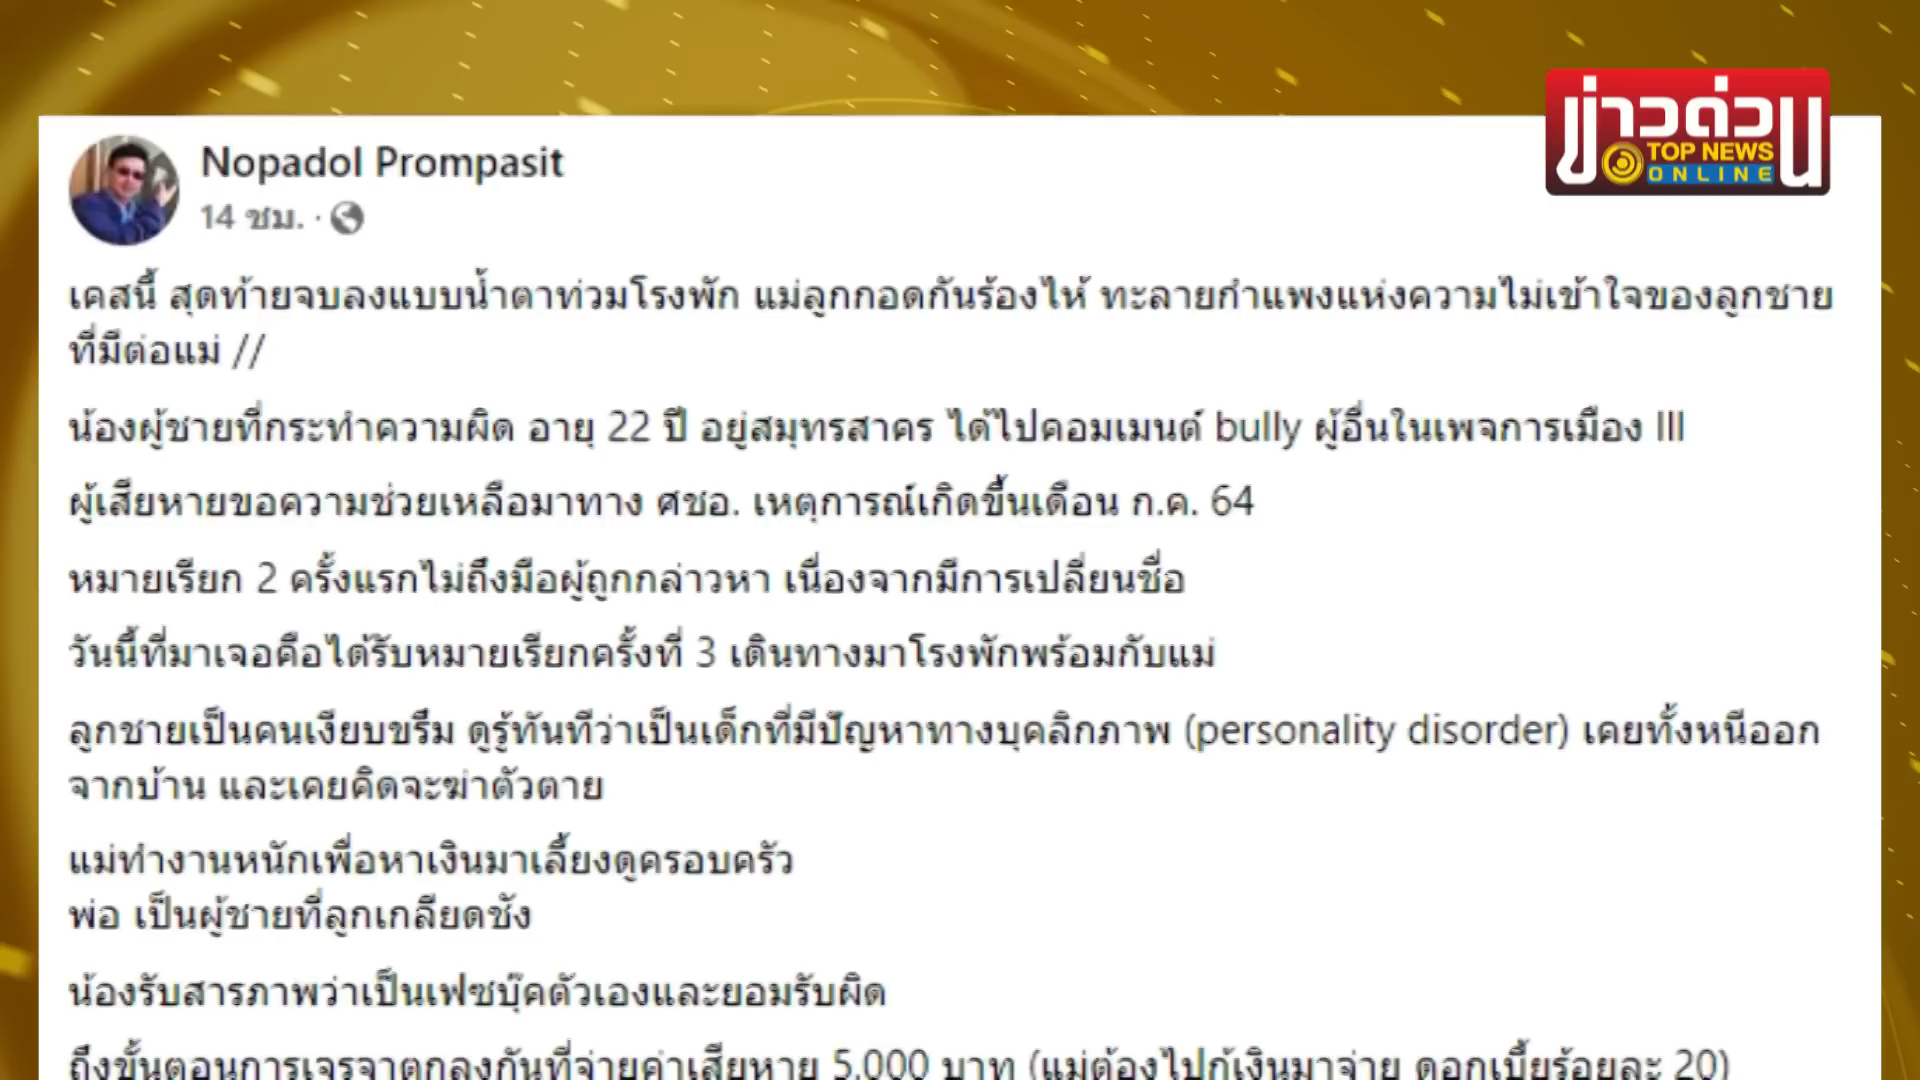 ข่าวด่วน
TOP NEWS
ONLINE
Nopadol Prompasit
14 ชม. ·
เคสนี้ สุดท้ายจบลงแบบน้ำตาท่วมโรงพัก แม่ลูกกอดกันร้องไห้ ทะลายกำแพงแห่งความไม่เข้าใจของลูกชาย
ที่มีต่อแม่ //
น้องผู้ชายที่กระทำความผิด อายุ 22 ปี อยู่สมุทรสาคร ได้ไปคอมเมนต์ bully ผู้อื่นในเพจการเมือง lll
ผู้เสียหายขอความช่วยเหลือมาทาง ศชอ. เหตุการณ์เกิดขึ้นเดือน ก.ค. 64
หมายเรียก 2 ครั้งแรกไม่ถึงมือผู้ถูกกล่าวหา เนื่องจากมีการเปลี่ยนชื่อ
วันนี้ที่มาเจอคือได้รับหมายเรียกครั้งที่ 3 เดินทางมาโรงพักพร้อมกับแม่
ลูกชายเป็นคนเงียบขรึม ดูรู้ทันทีว่าเป็นเด็กที่มีปัญหาทางบุคลิกภาพ (personality disorder) เคยทั้งหนีออก
จากบ้าน และเคยคิดจะฆ่าตัวตาย
แม่ทำงานหนักเพื่อหาเงินมาเลี้ยงดูครอบครัว
พ่อ เป็นผู้ชายที่ลูกเกลียดชัง
น้องรับสารภาพว่าเป็นเฟซบุ๊คตัวเองและยอมรับผิด
ถึงขั้นตอนการเจรจาตกลงกันที่จ่ายค่าเสียหาย 5,000 บาท (แม่ต้องไปกู้เงินมาจ่าย ดอกเบี้ยร้อยละ 20)